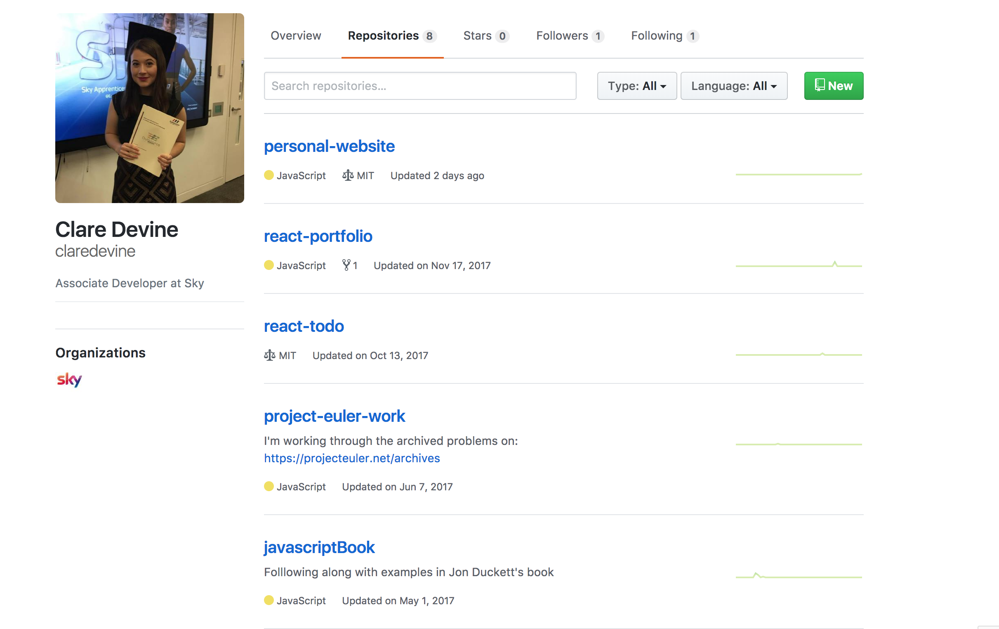 Overview
Repositories 8
Stars 0
Followers 1
Following 1
Search repositories...
Type: All
Language: All
New
Sky Apprentice
Outsource
Clare Devine
claredevine
Associate Developer at Sky
Organizations
sky
personal-website
JavaScript MIT Updated 2 days ago
react-portfolio
JavaScript 1 Updated on Nov 17, 2017
react-todo
MIT Updated on Oct 13, 2017
project-euler-work
I'm working through the archived problems on:
https://projecteuler.net/archives
JavaScript Updated on Jun 7, 2017
javascriptBook
Folllowing along with examples in Jon Duckett's book
JavaScript Updated on May 1, 2017